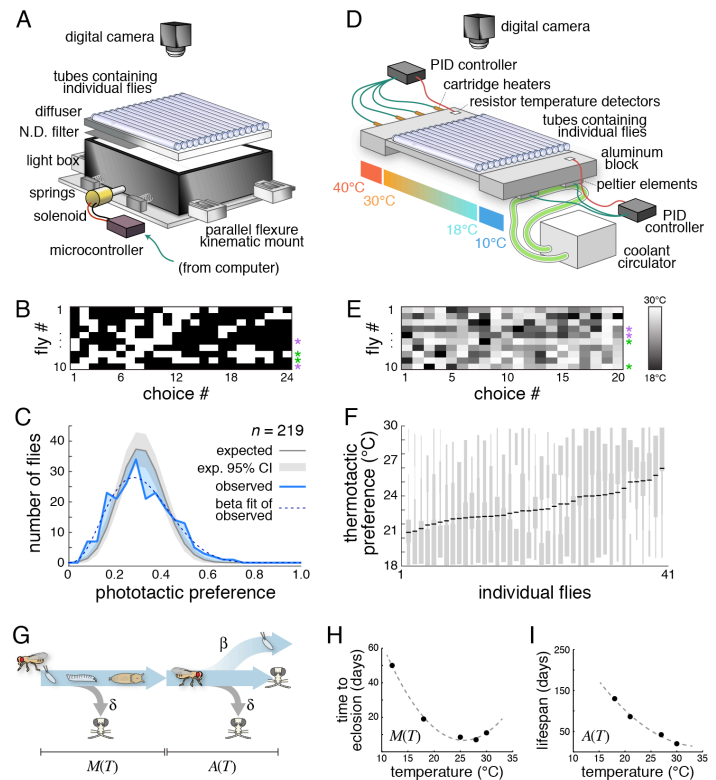 A
digital camera
tubes containing
individual flies
diffuser
N.D. filter
light box
springs
solenoid
microcontroller
(from computer)
parallel flexure
kinematic mount
D
digital camera
PID controller
cartridge heaters
resistor temperature detectors
tubes containing
individual flies
aluminum
block
peltier elements
40°C
30°C
18°C
10°C
PID
controller
coolant
circulator
B
fly #
1
.
.
.
10
1 6 12 18 24
choice #
*
*
*
*
E
fly #
1
.
.
.
10
1 5 10 15 20
choice #
*
*
*
*
30°C
18°C
C
n = 219
expected
exp. 95% CI
observed
beta fit of
observed
number of flies
40
30
20
10
0
0 0.2 0.4 0.6 0.8 1.0
phototactic preference
F
thermotactic
preference (°C)
30
27
24
21
18
1 41
individual flies
G
β
δ
δ
M(T) A(T)
H
time to
eclosion (days)
60
40
20
M(T)
10 15 20 25 30 35
temperature (°C)
I
lifespan (days)
250
150
50
0
A(T)
10 15 20 25 30 35
temperature (°C)